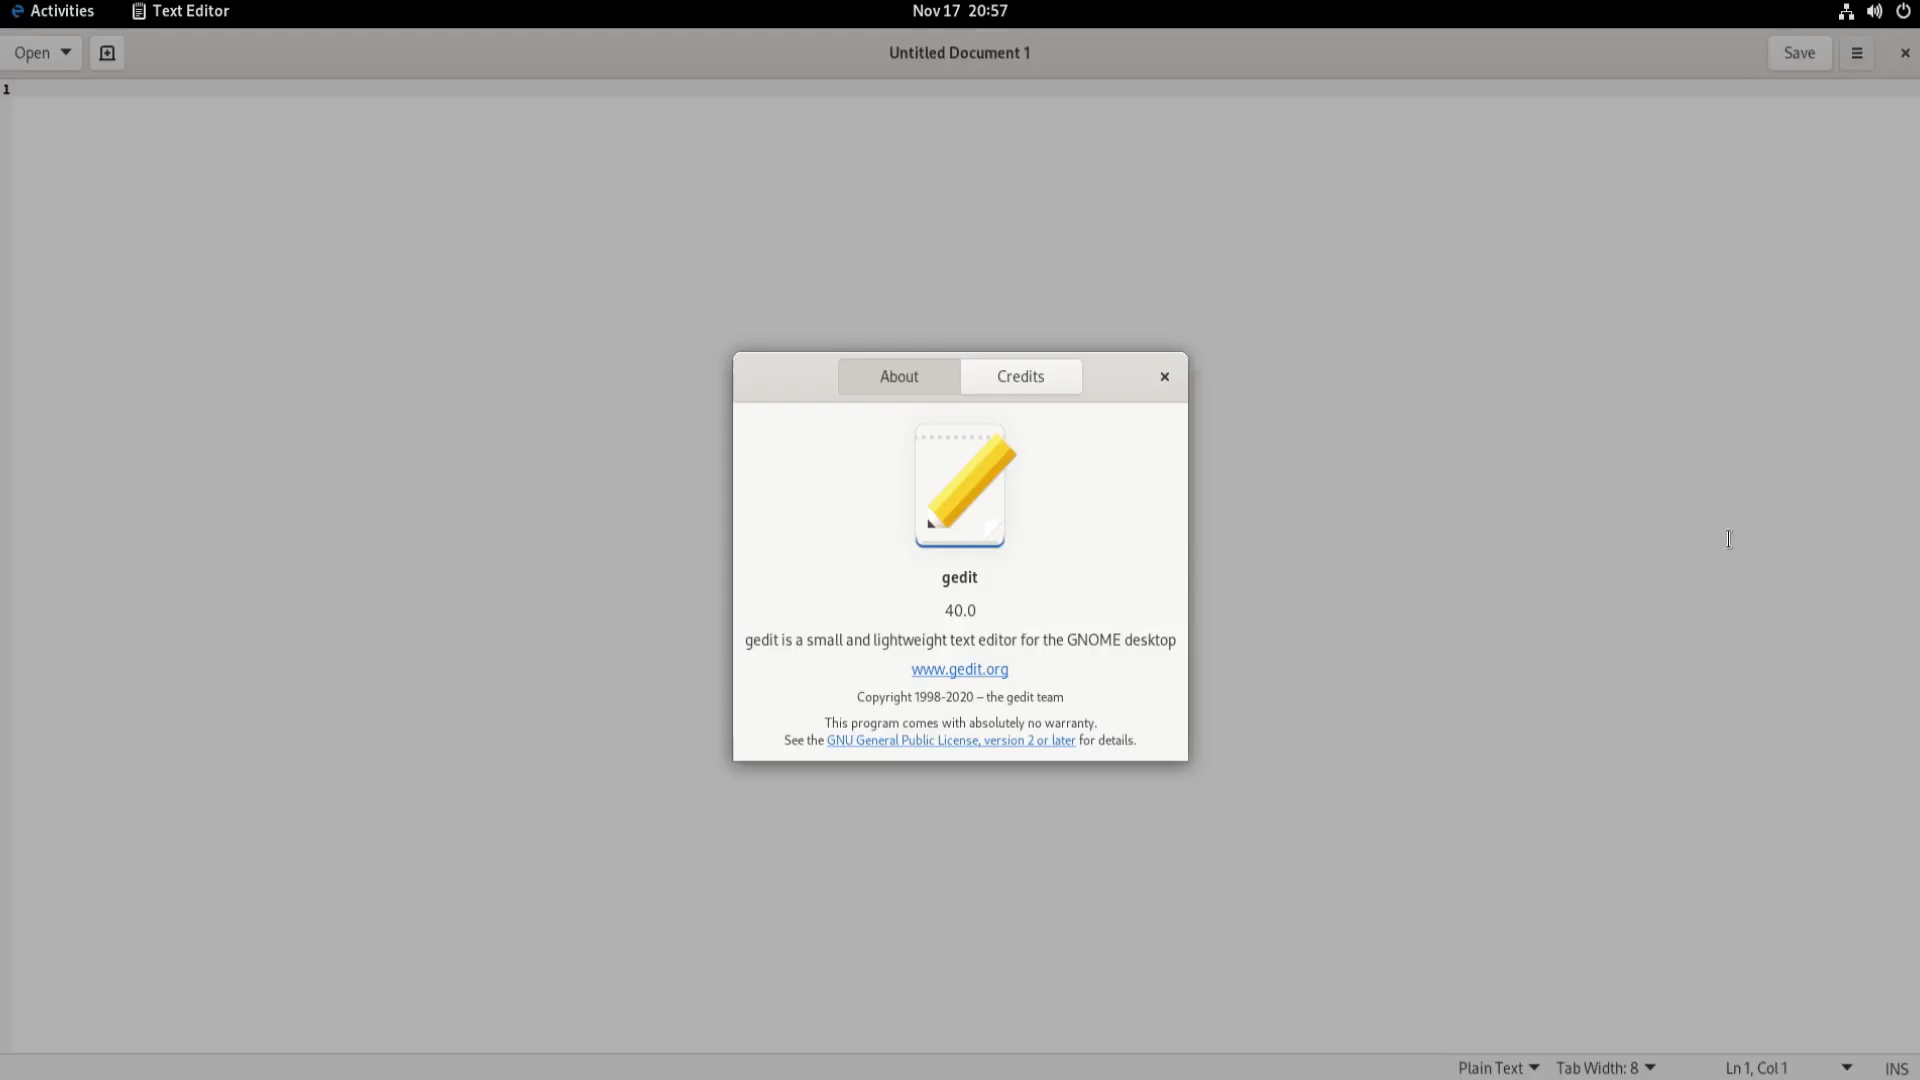 Activities
Text Editor
Nov 17 20:57
Open
Untitled Document 1
Save
1
About
Credits
gedit
40.0
gedit is a small and lightweight text editor for the GNOME desktop
www.gedit.org
Copyright 1998-2020 – the gedit team
This program comes with absolutely no warranty.
See the GNU General Public License, version 2 or later for details.
Plain Text
Tab Width: 8
Ln 1, Col 1
INS